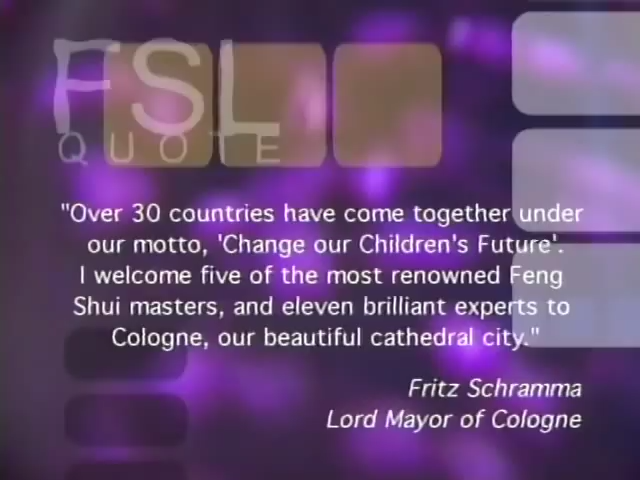 FSL
QUOTE
"Over 30 countries have come together under
our motto, 'Change our Children's Future'.
I welcome five of the most renowned Feng
Shui masters, and eleven brilliant experts to
Cologne, our beautiful cathedral city."
Fritz Schramma
Lord Mayor of Cologne